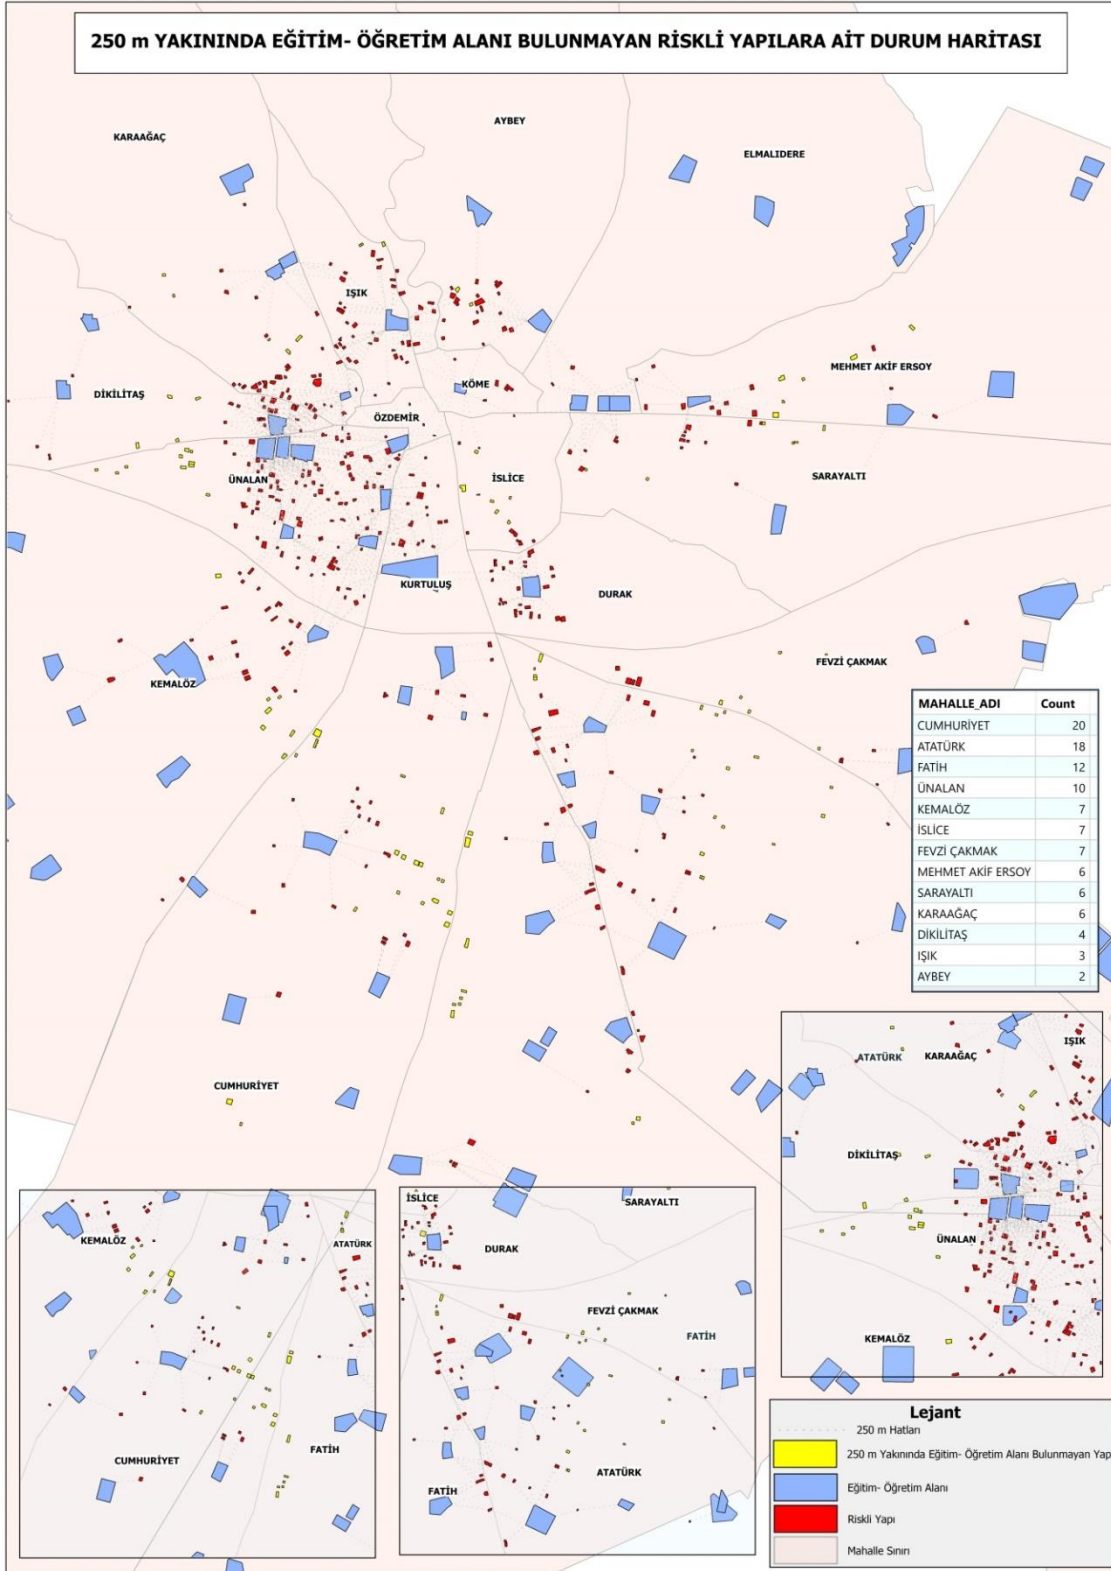 250 m YAKININDA EĞİTİM- ÖĞRETİM ALANI BULUNMAYAN RİSKLİ YAPILARA AİT DURUM HARİTASI
AYBEY
KARAAĞAÇ
ELMALIDERE
IŞIK
MEHMET AKİF ERSOY
KÖME
DİKİLİTAŞ
ÖZDEMİR
SARAYALTI
İSLİCE
ÜNALAN
KURTULUŞ
DURAK
FEVZİ ÇAKMAK
KEMALÖZ
MAHALLE_ADI Count
CUMHURİYET 20
ATATÜRK 18
FATİH 12
ÜNALAN 10
KEMALÖZ 7
İSLİCE 7
FEVZİ ÇAKMAK 7
MEHMET AKİF ERSOY 6
SARAYALTI 6
KARAAĞAÇ 6
DİKİLİTAŞ 4
IŞIK 3
AYBEY 2
CUMHURİYET
IŞIK
ATATÜRK KARAAĞAÇ
DİKİLİTAŞ
ÜNALAN
KEMALÖZ
KEMALÖZ
ATATÜRK
CUMHURİYET
FATİH
İSLİCE
SARAYALTI
DURAK
FEVZİ ÇAKMAK
FATİH
ATATÜRK
FATİH
Lejant
250 m Hatları
250 m Yakınında Eğitim- Öğretim Alanı Bulunmayan Yap
Eğitim- Öğretim Alanı
Riskli Yapı
Mahalle Sınırı